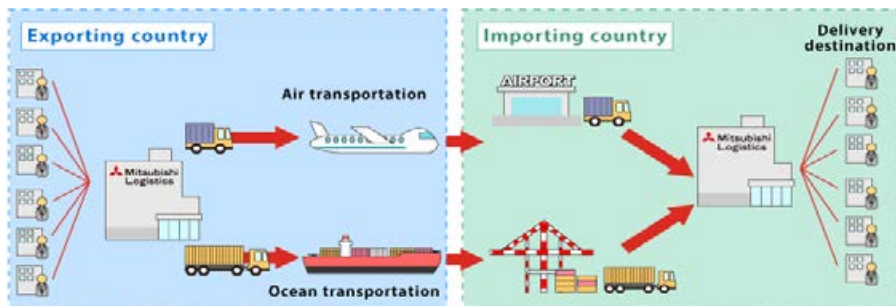 Exporting country
Importing country
Delivery
destination
Air transportation
AIRPORT
Mitsubishi
Logistics
Mitsubishi
Logistics
Ocean transportation